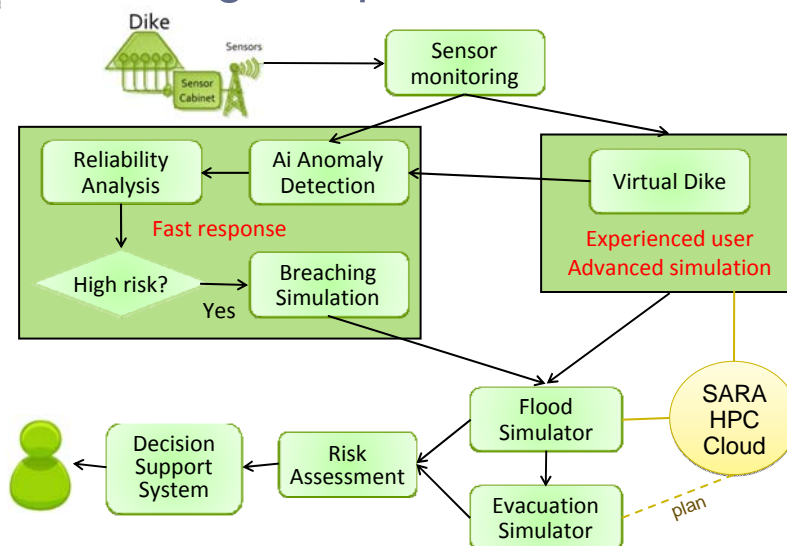 Dike
Sensors
Sensor
Cabinet
Sensor
monitoring
Reliability
Analysis
Ai Anomaly
Detection
Virtual Dike
Fast response
Experienced user
Advanced simulation
High risk?
Yes
Breaching
Simulation
SARA
HPC
Cloud
Flood
Simulator
Decision
Support
System
Risk
Assessment
Evacuation
Simulator
plan